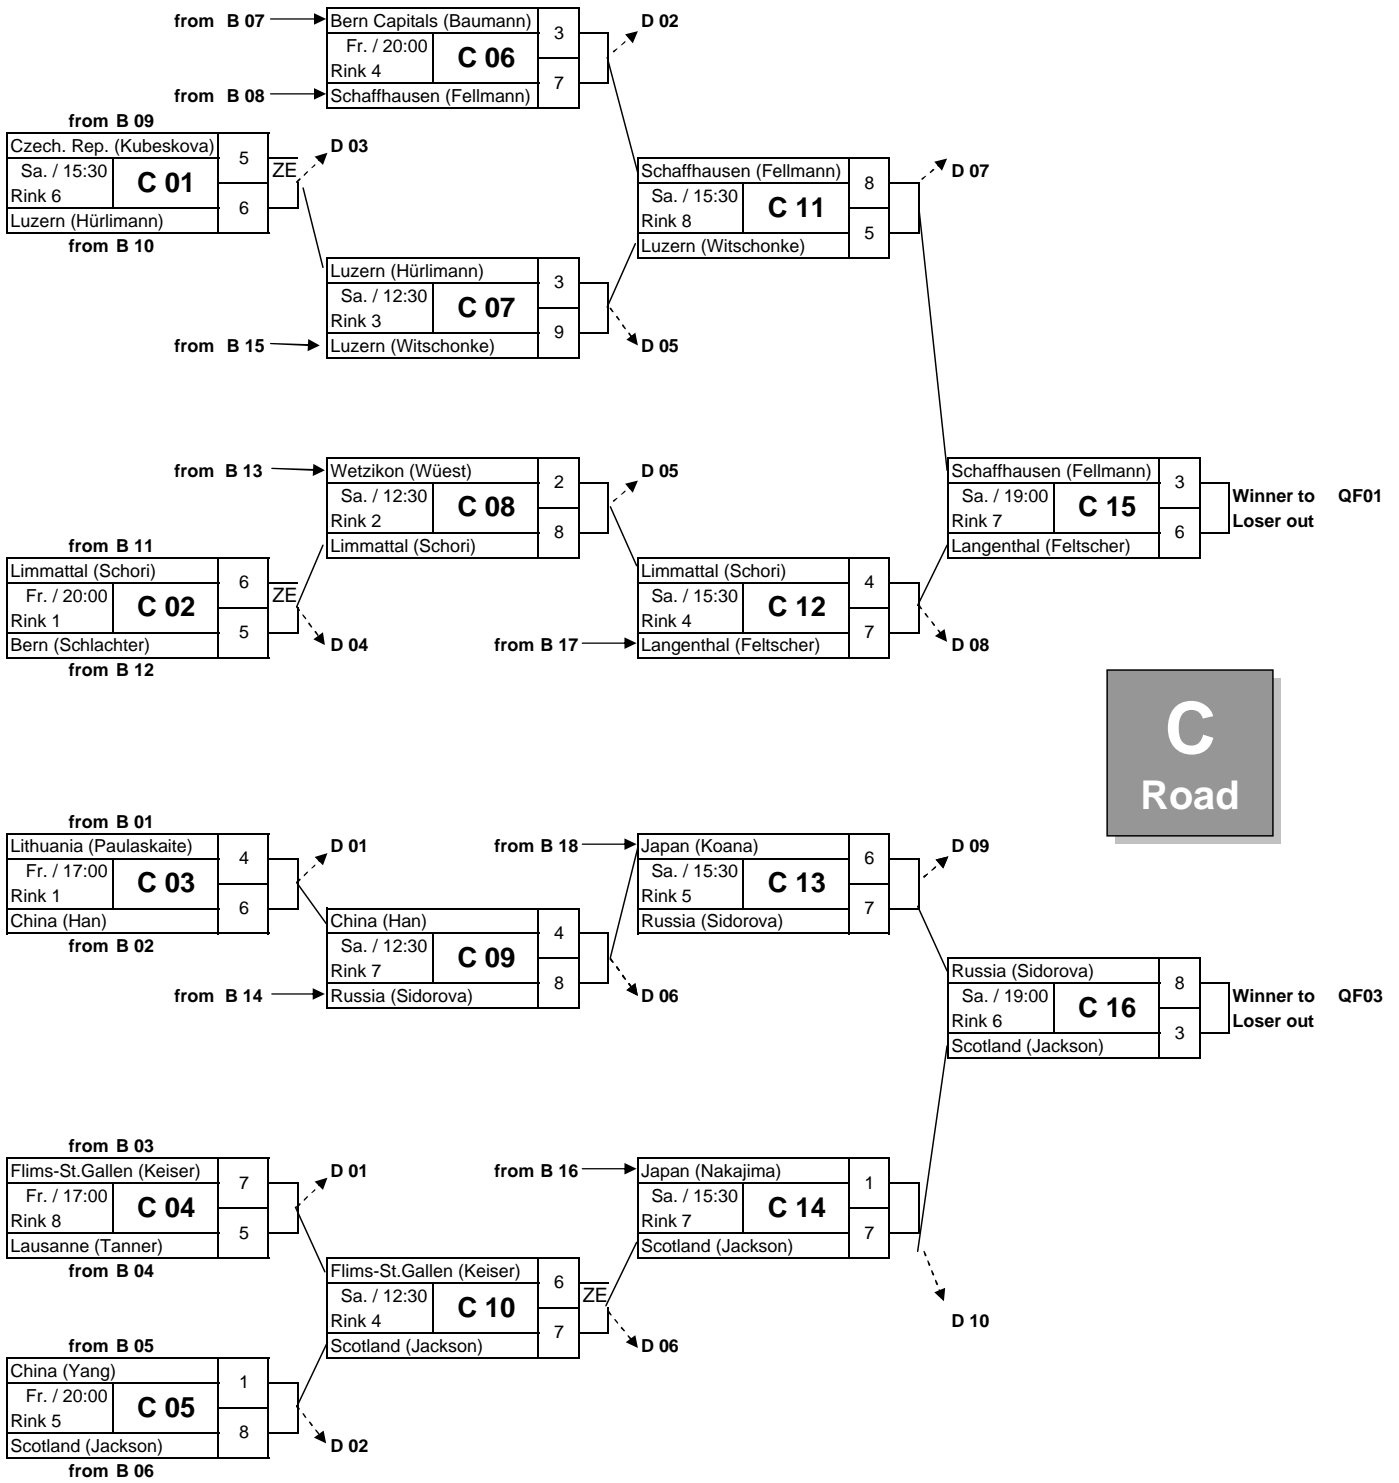 from B 07
Bern Capitals (Baumann)
3
D 02
Fr. / 20:00
Rink 4
C 06
7
from B 08
Schaffhausen (Fellmann)
from B 09
Czech. Rep. (Kubeskova)
5
ZE
D 03
Sa. / 15:30
Rink 6
C 01
6
Luzern (Hürlimann)
from B 10
Schaffhausen (Fellmann)
8
D 07
Sa. / 15:30
Rink 8
C 11
5
Luzern (Witschonke)
Luzern (Hürlimann)
3
Sa. / 12:30
Rink 3
C 07
9
from B 15
Luzern (Witschonke)
D 05
from B 13
Wetzikon (Wüest)
2
D 05
Sa. / 12:30
Rink 2
C 08
8
Limmattal (Schori)
Schaffhausen (Fellmann)
3
Sa. / 19:00
Rink 7
C 15
6
Langenthal (Feltscher)
Winner to QF01
Loser out
from B 11
Limmattal (Schori)
6
ZE
Fr. / 20:00
Rink 1
C 02
5
Bern (Schlachter)
from B 12
D 04
Limmattal (Schori)
4
Sa. / 15:30
Rink 4
C 12
7
from B 17
Langenthal (Feltscher)
D 08
C
Road
from B 01
Lithuania (Paulaskaite)
4
D 01
Fr. / 17:00
Rink 1
C 03
6
China (Han)
from B 02
from B 18
Japan (Koana)
6
D 09
Sa. / 15:30
Rink 5
C 13
7
Russia (Sidorova)
China (Han)
4
Sa. / 12:30
Rink 7
C 09
8
from B 14
Russia (Sidorova)
D 06
Russia (Sidorova)
8
Sa. / 19:00
Rink 6
C 16
3
Scotland (Jackson)
Winner to QF03
Loser out
from B 03
Flims-St.Gallen (Keiser)
7
D 01
Fr. / 17:00
Rink 8
C 04
5
Lausanne (Tanner)
from B 04
from B 16
Japan (Nakajima)
1
Sa. / 15:30
Rink 7
C 14
7
Scotland (Jackson)
D 10
Flims-St.Gallen (Keiser)
6
ZE
Sa. / 12:30
Rink 4
C 10
7
Scotland (Jackson)
D 06
from B 05
China (Yang)
1
Fr. / 20:00
Rink 5
C 05
8
Scotland (Jackson)
D 02
from B 06